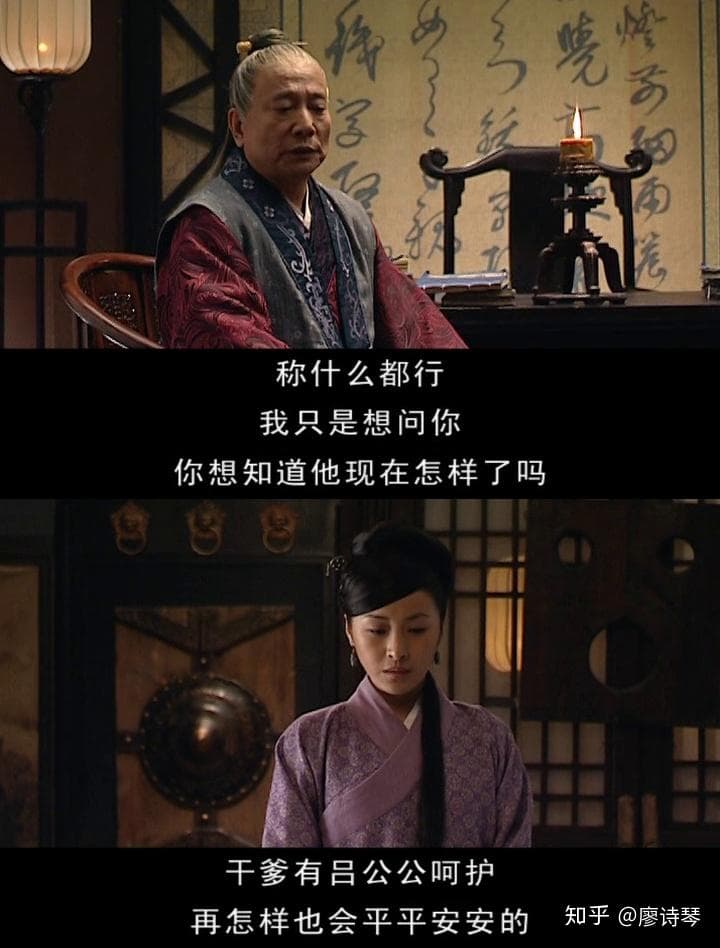 称什么都行
我只是想问你
你想知道他现在怎样了吗
干爹有吕公公呵护
再怎样也会平平安安的
知乎 @廖诗琴